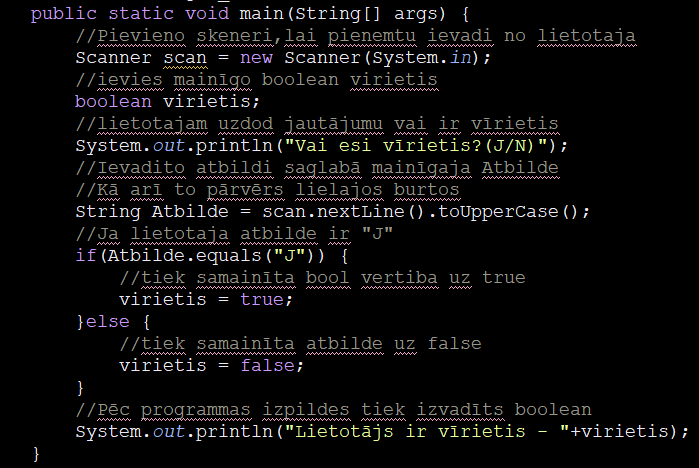 public static void main(String[] args) {
//Pievieno skeneri,lai pienemtu ievadi no lietotaja
Scanner scan = new Scanner(System.in);
//ievies mainīgo boolean virietis
boolean virietis;
//lietotajam uzdod jautājumu vai ir vīrietis
System.out.println("Vai esi vīrietis?(J/N)");
//Ievadito atbildi saglabā mainīgaja Atbilde
//Kā arī to pārvērs lielajos burtos
String Atbilde = scan.nextLine().toUpperCase();
//Ja lietotaja atbilde ir "J"
if(Atbilde.equals("J")) {
//tiek samainīta bool vertiba uz true
virietis = true;
}else {
//tiek samainīta atbilde uz false
virietis = false;
}
//Pēc programmas izpildes tiek izvadīts boolean
System.out.println("Lietotājs ir vīrietis - "+virietis);
}